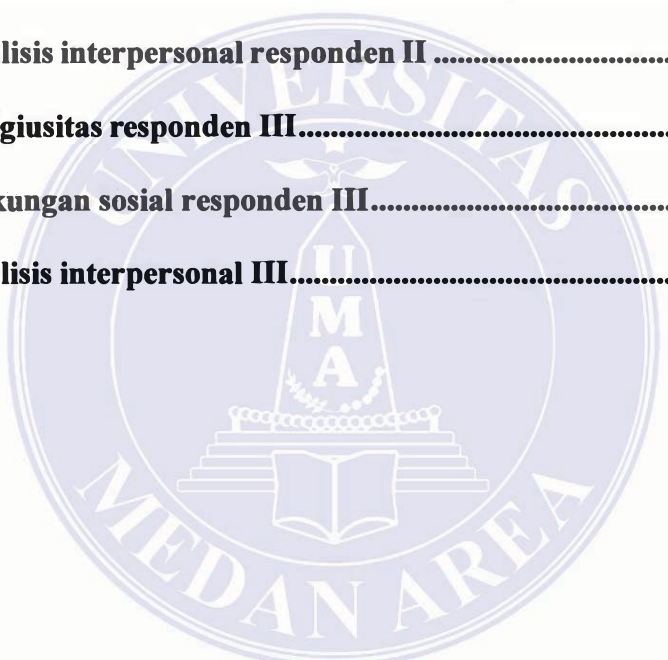 lisis interpersonal responden II ................................
giusitas responden III................................................
kungan sosial responden III......................................
lisis interpersonal III..................................................
UNIVERSITAS
UMA
MEDAN AREA